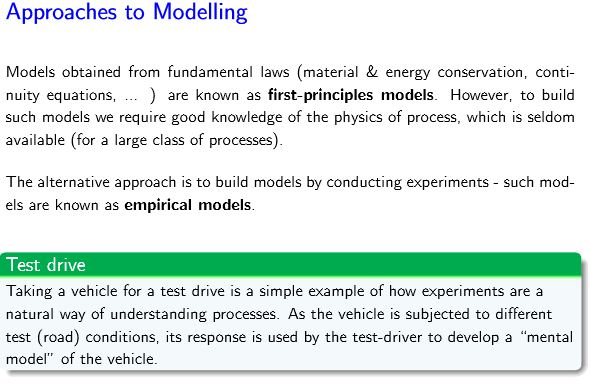 Approaches to Modelling
Models obtained from fundamental laws (material & energy conservation, conti-
nuity equations, ... ) are known as first-principles models. However, to build
such models we require good knowledge of the physics of process, which is seldom
available (for a large class of processes).
The alternative approach is to build models by conducting experiments - such mod-
els are known as empirical models.
Test drive
Taking a vehicle for a test drive is a simple example of how experiments are a
natural way of understanding processes. As the vehicle is subjected to different
test (road) conditions, its response is used by the test-driver to develop a “mental
model” of the vehicle.